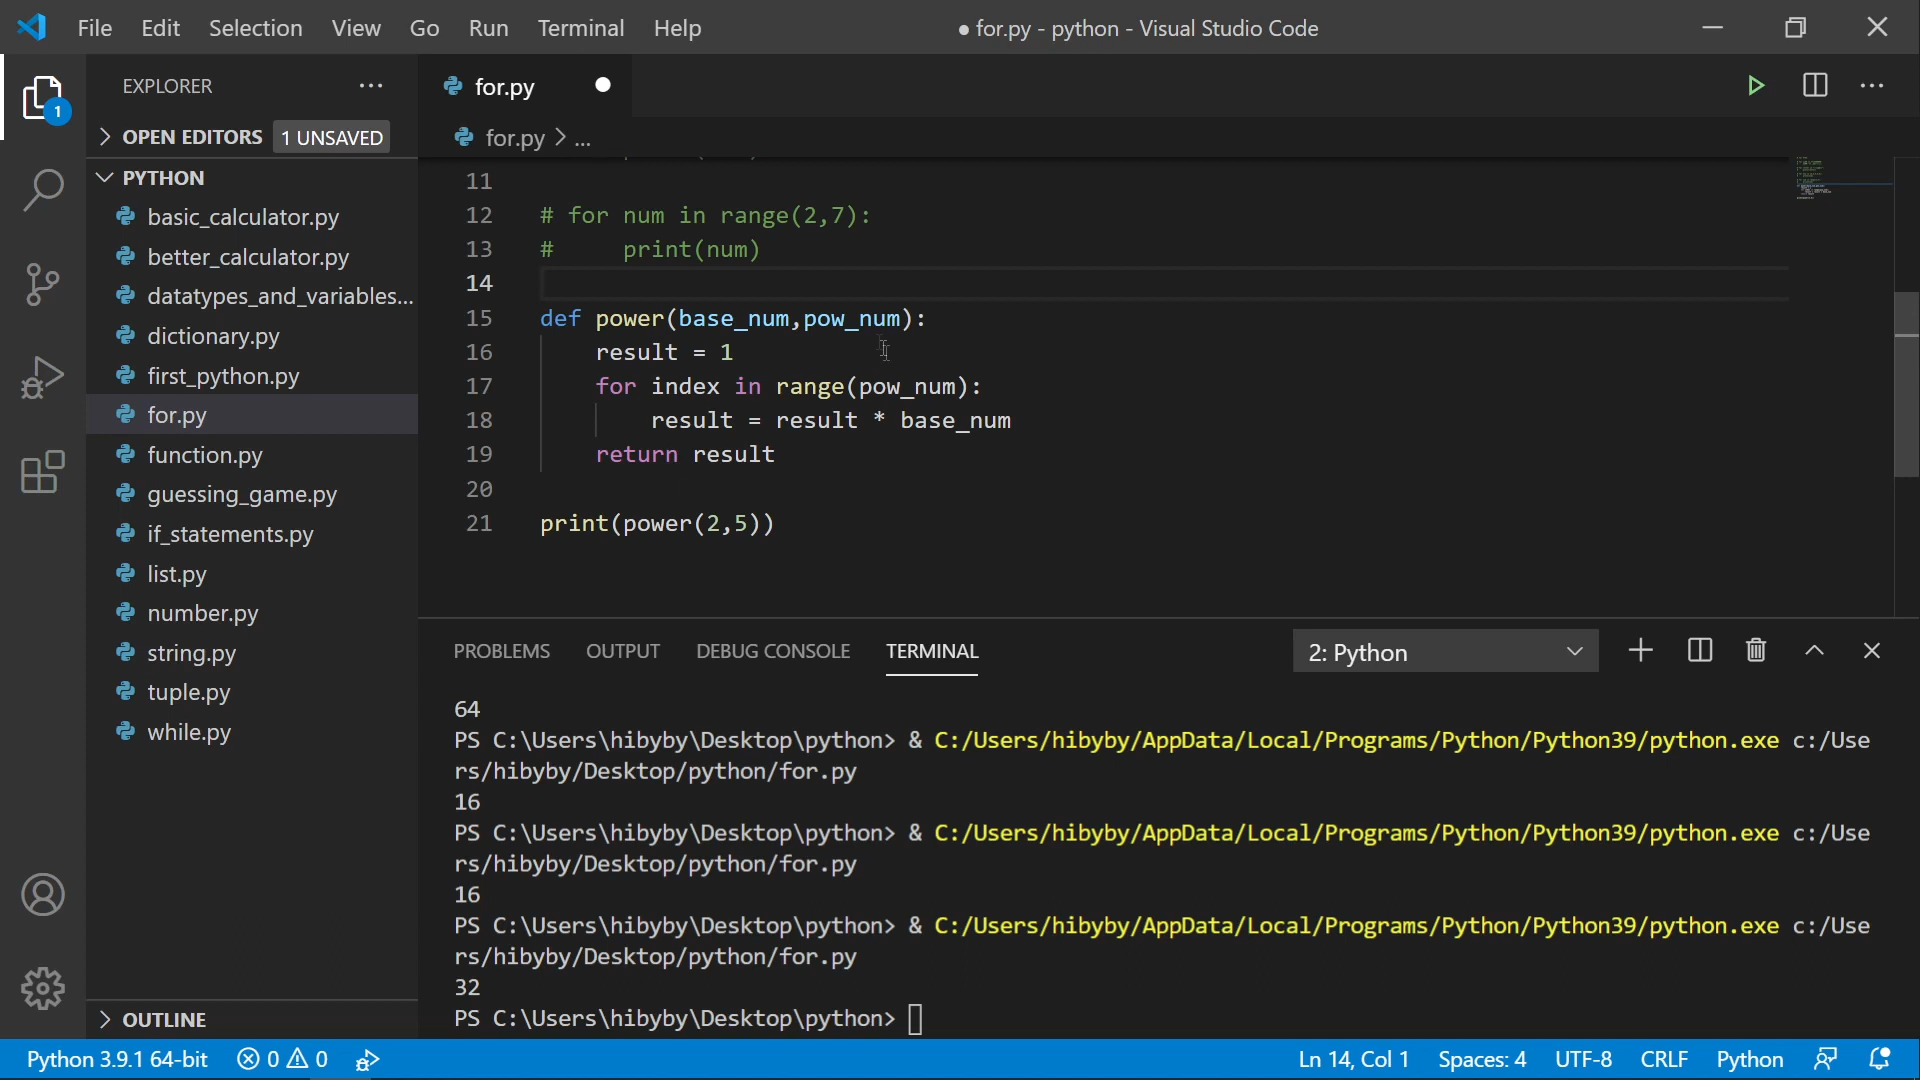 File Edit Selection View Go Run Terminal Help
● for.py - python - Visual Studio Code
1
EXPLORER ...
OPEN EDITORS 1 UNSAVED
PYTHON
basic_calculator.py
better_calculator.py
datatypes_and_variables...
dictionary.py
first_python.py
for.py
function.py
guessing_game.py
if_statements.py
list.py
number.py
string.py
tuple.py
while.py
OUTLINE
for.py
for.py > ...
11
12 # for num in range(2,7):
13 #     print(num)
14
15 def power(base_num,pow_num):
16     result = 1
17     for index in range(pow_num):
18         result = result * base_num
19     return result
20
21 print(power(2,5))
PROBLEMS OUTPUT DEBUG CONSOLE TERMINAL 2: Python
64
PS C:\Users\hibyby\Desktop\python> & C:/Users/hibyby/AppData/Local/Programs/Python/Python39/python.exe c:/Use
rs/hibyby/Desktop/python/for.py
16
PS C:\Users\hibyby\Desktop\python> & C:/Users/hibyby/AppData/Local/Programs/Python/Python39/python.exe c:/Use
rs/hibyby/Desktop/python/for.py
16
PS C:\Users\hibyby\Desktop\python> & C:/Users/hibyby/AppData/Local/Programs/Python/Python39/python.exe c:/Use
rs/hibyby/Desktop/python/for.py
32
PS C:\Users\hibyby\Desktop\python>
Python 3.9.1 64-bit 0 0 Ln 14, Col 1 Spaces: 4 UTF-8 CRLF Python